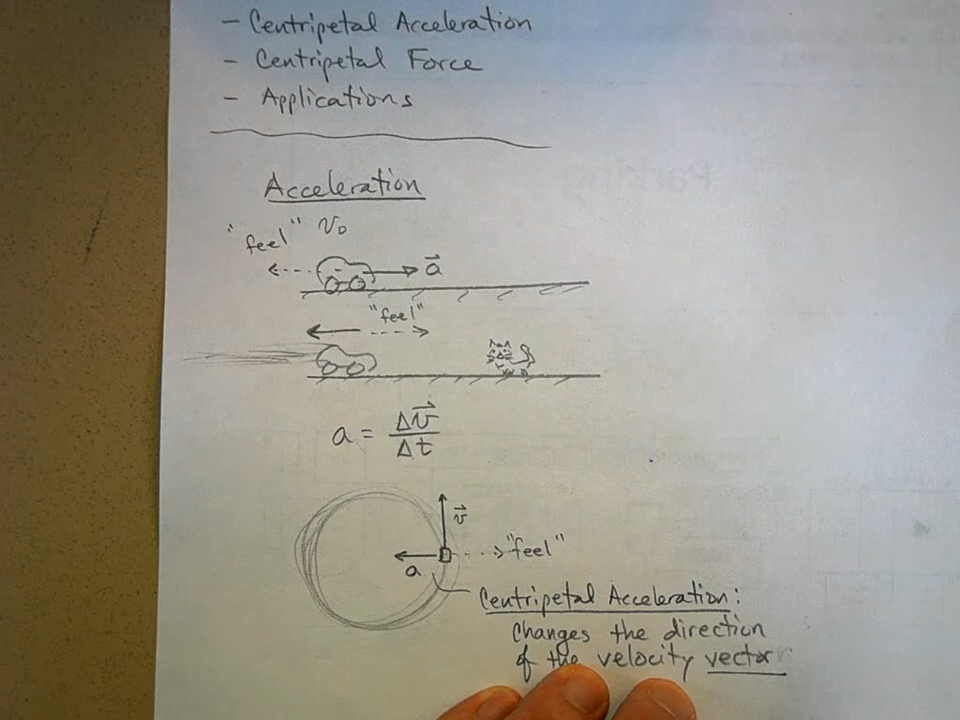 - Centripetal Acceleration
- Centripetal Force
- Applications
Parking
Acceleration
"feel" v₀
a⃗
"feel"
a = Δv⃗/Δt
v⃗
"feel"
a
Centripetal Acceleration:
Changes the direction
of the velocity vector